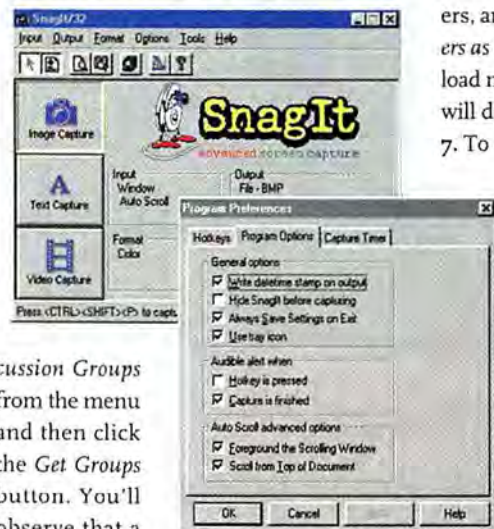 SnagIt/32
Input Output Format Options Tools Help
Image Capture
SnagIt
advanced screen capture
Text Capture
Input
Window
Auto Scroll
Output
File - BMP
Format
Color
Video Capture
Press <CTRL><SHIFT><P> to capt
Program Preferences
Hotkeys Program Options Capture Timer
General options
Write date/time stamp on output
Hide SnagIt before capturing
Always Save Settings on Exit
Use tray icon
Audible alert when
Hotkey is pressed
Capture is finished
Auto Scroll advanced options
Foreground the Scrolling Window
Scroll from Top of Document
OK Cancel Help
ers, an
ers as
load n
will d
7. To
cussion Groups
from the menu
and then click
the Get Groups
button. You'll
observe that a